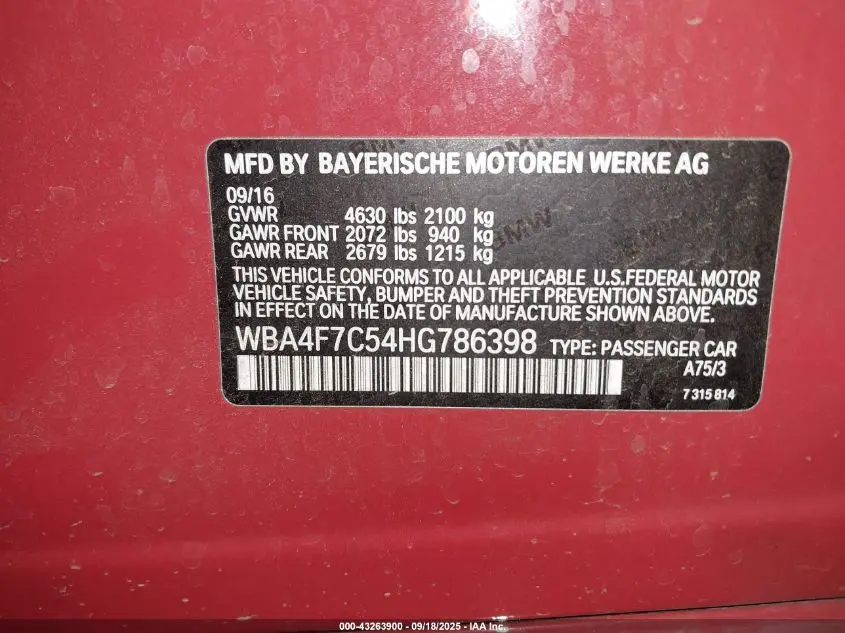 MFD BY BAYERISCHE MOTOREN WERKE AG
09/16
GVWR 4630 lbs 2100 kg
GAWR FRONT 2072 lbs 940 kg
GAWR REAR 2679 lbs 1215 kg
THIS VEHICLE CONFORMS TO ALL APPLICABLE U.S.FEDERAL MOTOR
VEHICLE SAFETY, BUMPER AND THEFT PREVENTION STANDARDS
IN EFFECT ON THE DATE OF MANUFACTURE SHOWN ABOVE.
WBA4F7C54HG786398 TYPE: PASSENGER CAR
A75/3
7 315 814
BMW
BMW
BMW
000-43263900 - 09/18/2025 - IAA Inc.